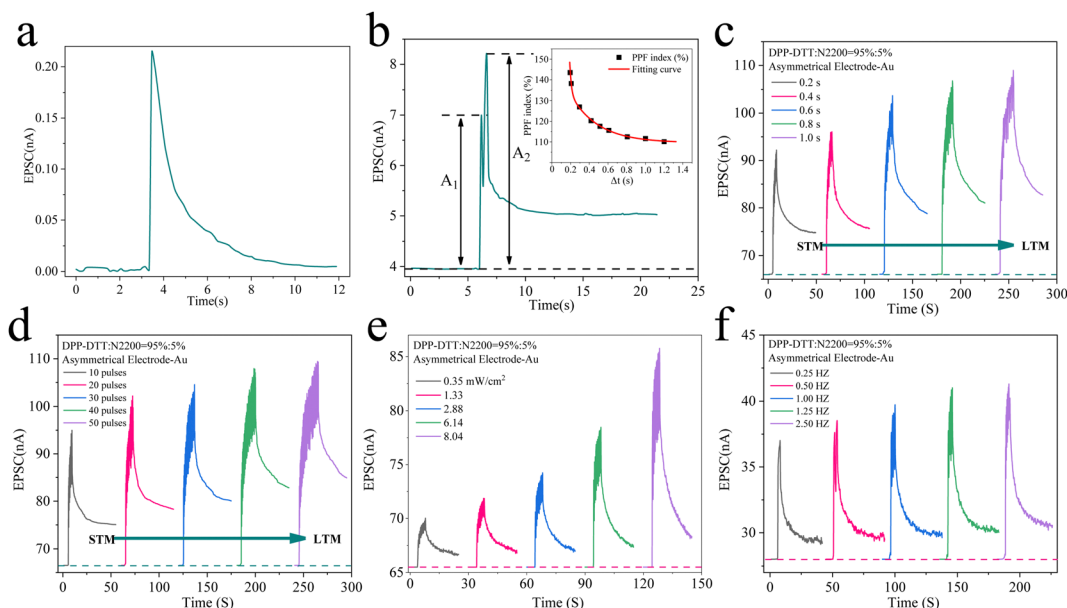 a
EPSC(nA)
0.20
0.15
0.10
0.05
0.00
0 2 4 6 8 10 12
Time(s)
b
EPSC(nA)
8
7
6
5
4
0 5 10 15 20 25
Time(s)
A1
A2
PPF index (%)
150
140
130
120
110
PPF index (%)
Fitting curve
0.2 0.4 0.6 0.8 1.0 1.2 1.4
Δt (s)
c
DPP-DTT:N2200=95%:5%
Asymmetrical Electrode-Au
0.2 s
0.4 s
0.6 s
0.8 s
1.0 s
EPSC(nA)
110
100
90
80
70
STM
LTM
0 50 100 150 200 250 300
Time (S)
d
DPP-DTT:N2200=95%:5%
Asymmetrical Electrode-Au
10 pulses
20 pulses
30 pulses
40 pulses
50 pulses
EPSC(nA)
110
100
90
80
70
STM
LTM
0 50 100 150 200 250 300
Time (S)
e
DPP-DTT:N2200=95%:5%
Asymmetrical Electrode-Au
0.35 mW/cm²
1.33
2.88
6.14
8.04
EPSC(nA)
85
80
75
70
65
0 30 60 90 120 150
Time (S)
f
DPP-DTT:N2200=95%:5%
Asymmetrical Electrode-Au
0.25 HZ
0.50 HZ
1.00 HZ
1.25 HZ
2.50 HZ
EPSC(nA)
45
40
35
30
25
0 50 100 150 200
Time (S)